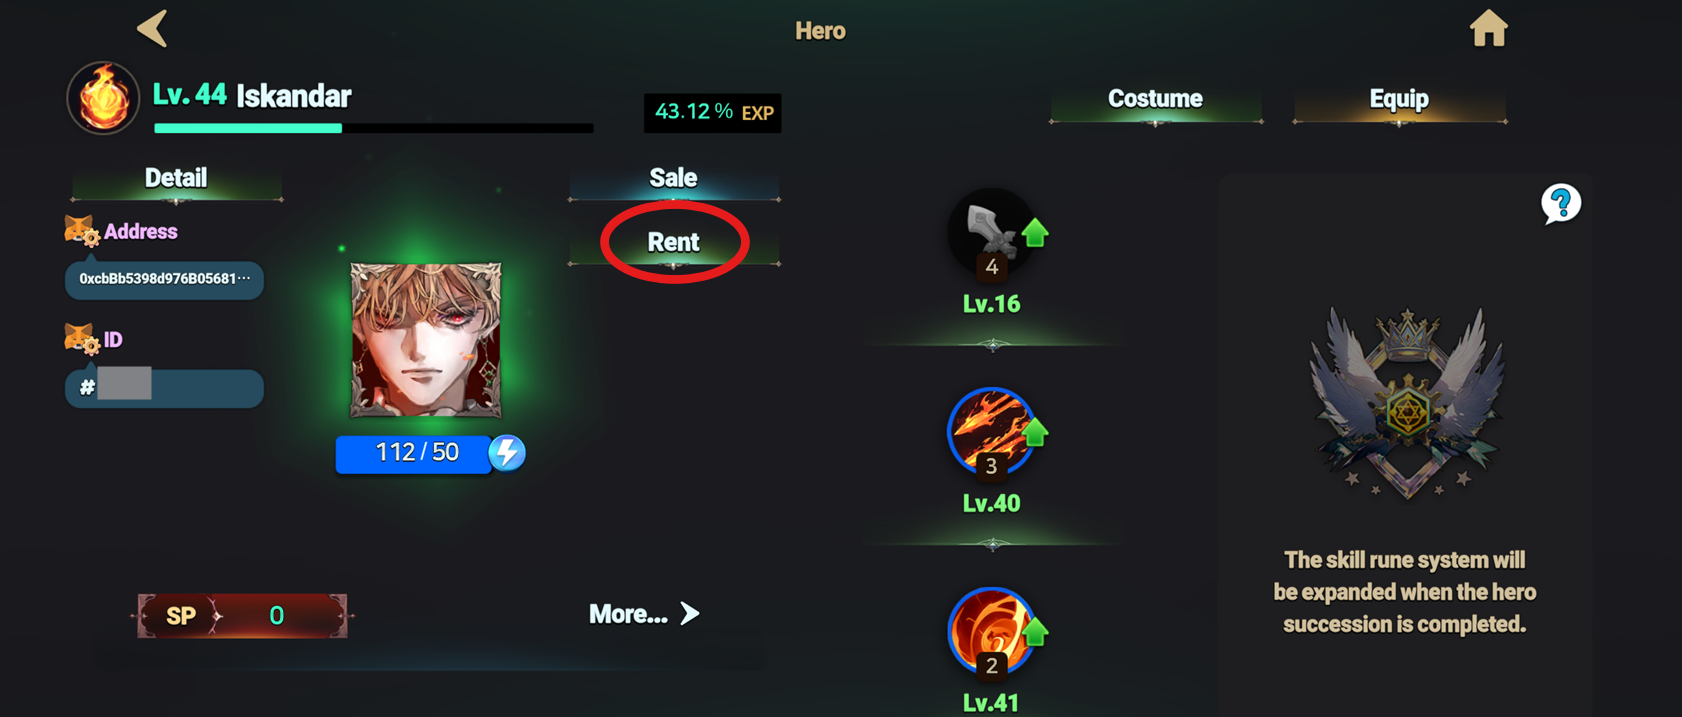 Hero
Lv. 44 Iskandar
43.12 % EXP
Costume
Equip
Detail
Sale
Address
Rent
0xcbBb5398d976B05681...
ID
#
112 / 50
4
Lv.16
3
Lv.40
2
Lv.41
?
The skill rune system will
be expanded when the hero
succession is completed.
SP 0
More...